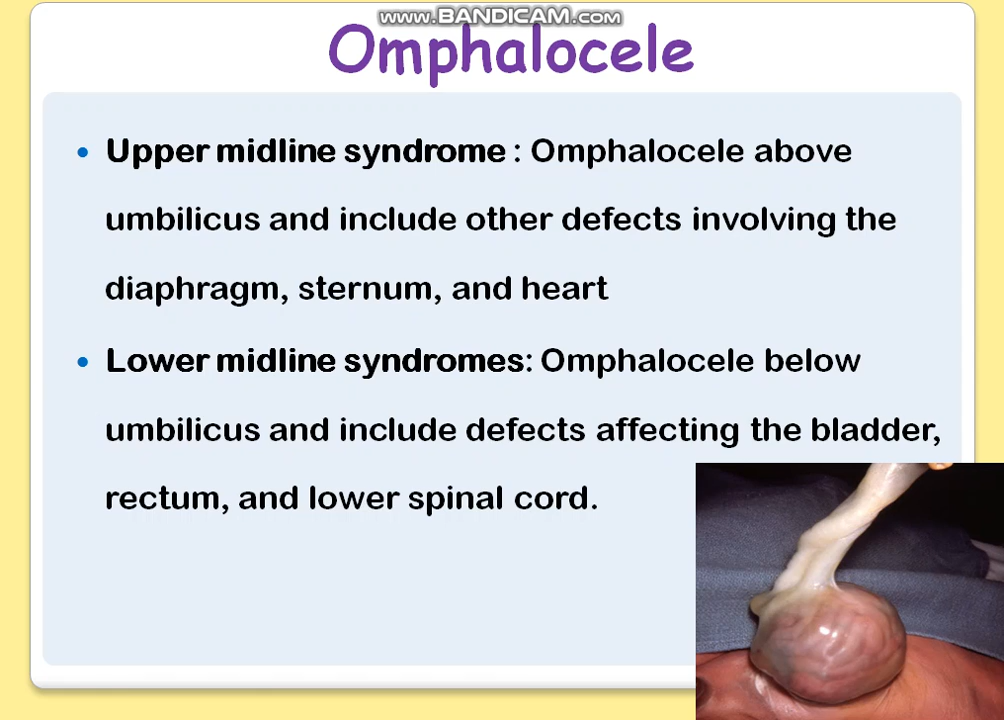 www.BANDICAM.com
Omphalocele
• Upper midline syndrome : Omphalocele above
umbilicus and include other defects involving the
diaphragm, sternum, and heart
• Lower midline syndromes: Omphalocele below
umbilicus and include defects affecting the bladder,
rectum, and lower spinal cord.